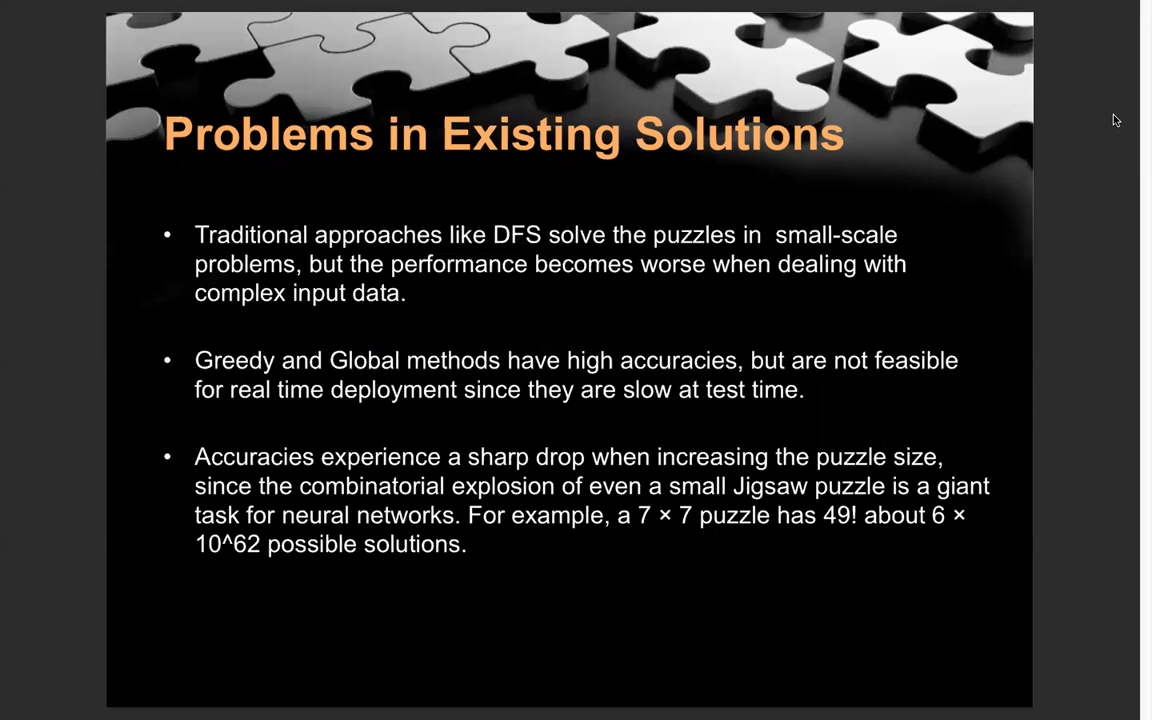 Problems in Existing Solutions
• Traditional approaches like DFS solve the puzzles in  small-scale
problems, but the performance becomes worse when dealing with
complex input data.
• Greedy and Global methods have high accuracies, but are not feasible
for real time deployment since they are slow at test time.
• Accuracies experience a sharp drop when increasing the puzzle size,
since the combinatorial explosion of even a small Jigsaw puzzle is a giant
task for neural networks. For example, a 7 × 7 puzzle has 49! about 6 ×
10^62 possible solutions.